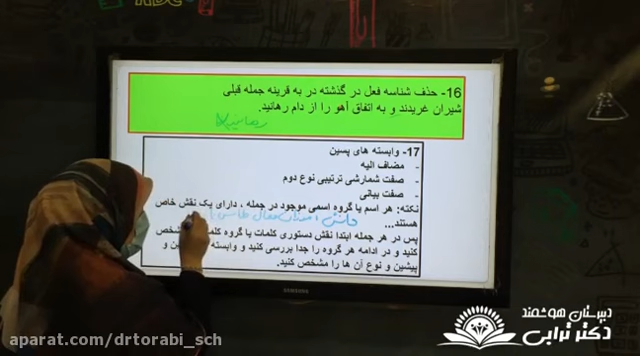 16- حذف شناسه فعل در گذشته در به قرینه جمله قبلی
شیران غریدند و به اتفاق آهو را از دام رهانید.
17- وابسته های پسین
- مضاف الیه
- صفت شمارشی ترتیبی نوع دوم
- صفت بیانی
نکته: هر اسم یا گروه اسمی موجود در جمله ، دارای یک نقش خاص
هستند...
پس در هر جمله ابتدا نقش دستوری کلمات یا گروه
کنید و در ادامه هر گروه را جدا بررسی کنید و وابسته
پیشین و نوع آن ها را مشخص کنید.
SAMSUNG
دبیرستان هوشمند
دکتر ترابی
aparat.com/drtorabi_sch